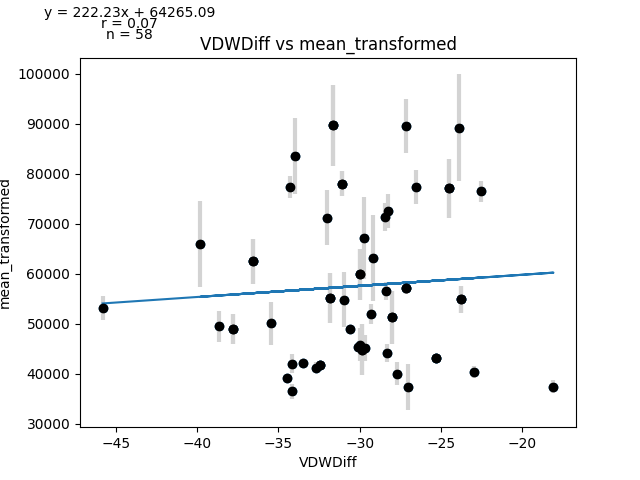 y = 222.23x + 64265.09
r = 0.07
n = 58
VDWDiff vs mean_transformed
100000
90000
80000
70000
60000
50000
40000
30000
mean_transformed
−45
−40
−35
−30
−25
−20
VDWDiff